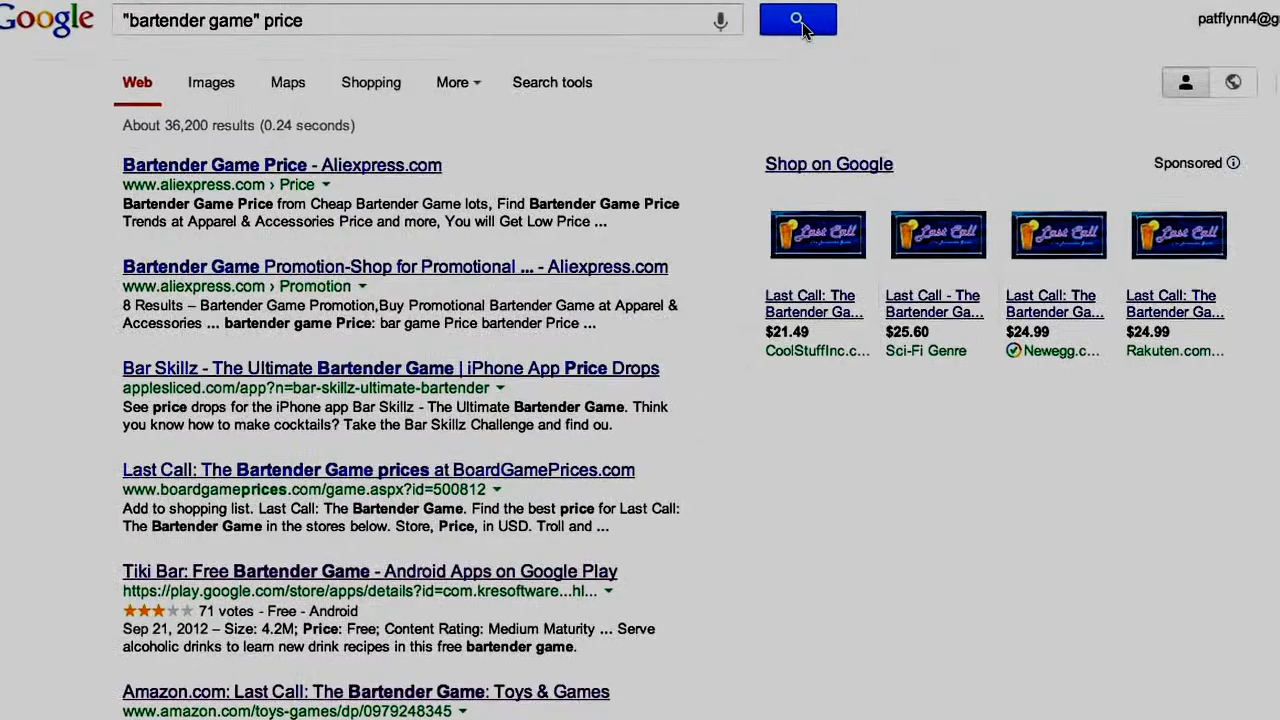 Google
"bartender game" price
patflynn4@g
Web
Images
Maps
Shopping
More
Search tools
About 36,200 results (0.24 seconds)
Bartender Game Price - Aliexpress.com
www.aliexpress.com › Price
Bartender Game Price from Cheap Bartender Game lots, Find Bartender Game Price
Trends at Apparel & Accessories Price and more, You will Get Low Price ...
Bartender Game Promotion-Shop for Promotional ... - Aliexpress.com
www.aliexpress.com › Promotion
8 Results – Bartender Game Promotion,Buy Promotional Bartender Game at Apparel &
Accessories ... bartender game Price: bar game Price bartender Price ...
Bar Skillz - The Ultimate Bartender Game | iPhone App Price Drops
applesliced.com/app?n=bar-skillz-ultimate-bartender
See price drops for the iPhone app Bar Skillz - The Ultimate Bartender Game. Think
you know how to make cocktails? Take the Bar Skillz Challenge and find ou.
Last Call: The Bartender Game prices at BoardGamePrices.com
www.boardgameprices.com/game.aspx?id=500812
Add to shopping list. Last Call: The Bartender Game. Find the best price for Last Call:
The Bartender Game in the stores below. Store, Price, in USD. Troll and ...
Tiki Bar: Free Bartender Game - Android Apps on Google Play
https://play.google.com/store/apps/details?id=com.kresoftware...hl...
71 votes - Free - Android
Sep 21, 2012 – Size: 4.2M; Price: Free; Content Rating: Medium Maturity ... Serve
alcoholic drinks to learn new drink recipes in this free bartender game.
Amazon.com: Last Call: The Bartender Game: Toys & Games
www.amazon.com/toys-games/dp/0979248345
Shop on Google
Sponsored
Last Call
Last Call
Last Call
Last Call
Last Call: The
Bartender Ga...
$21.49
CoolStuffInc.c...
Last Call - The
Bartender Ga...
$25.60
Sci-Fi Genre
Last Call: The
Bartender Ga...
$24.99
Newegg.c...
Last Call: The
Bartender Ga...
$24.99
Rakuten.com...